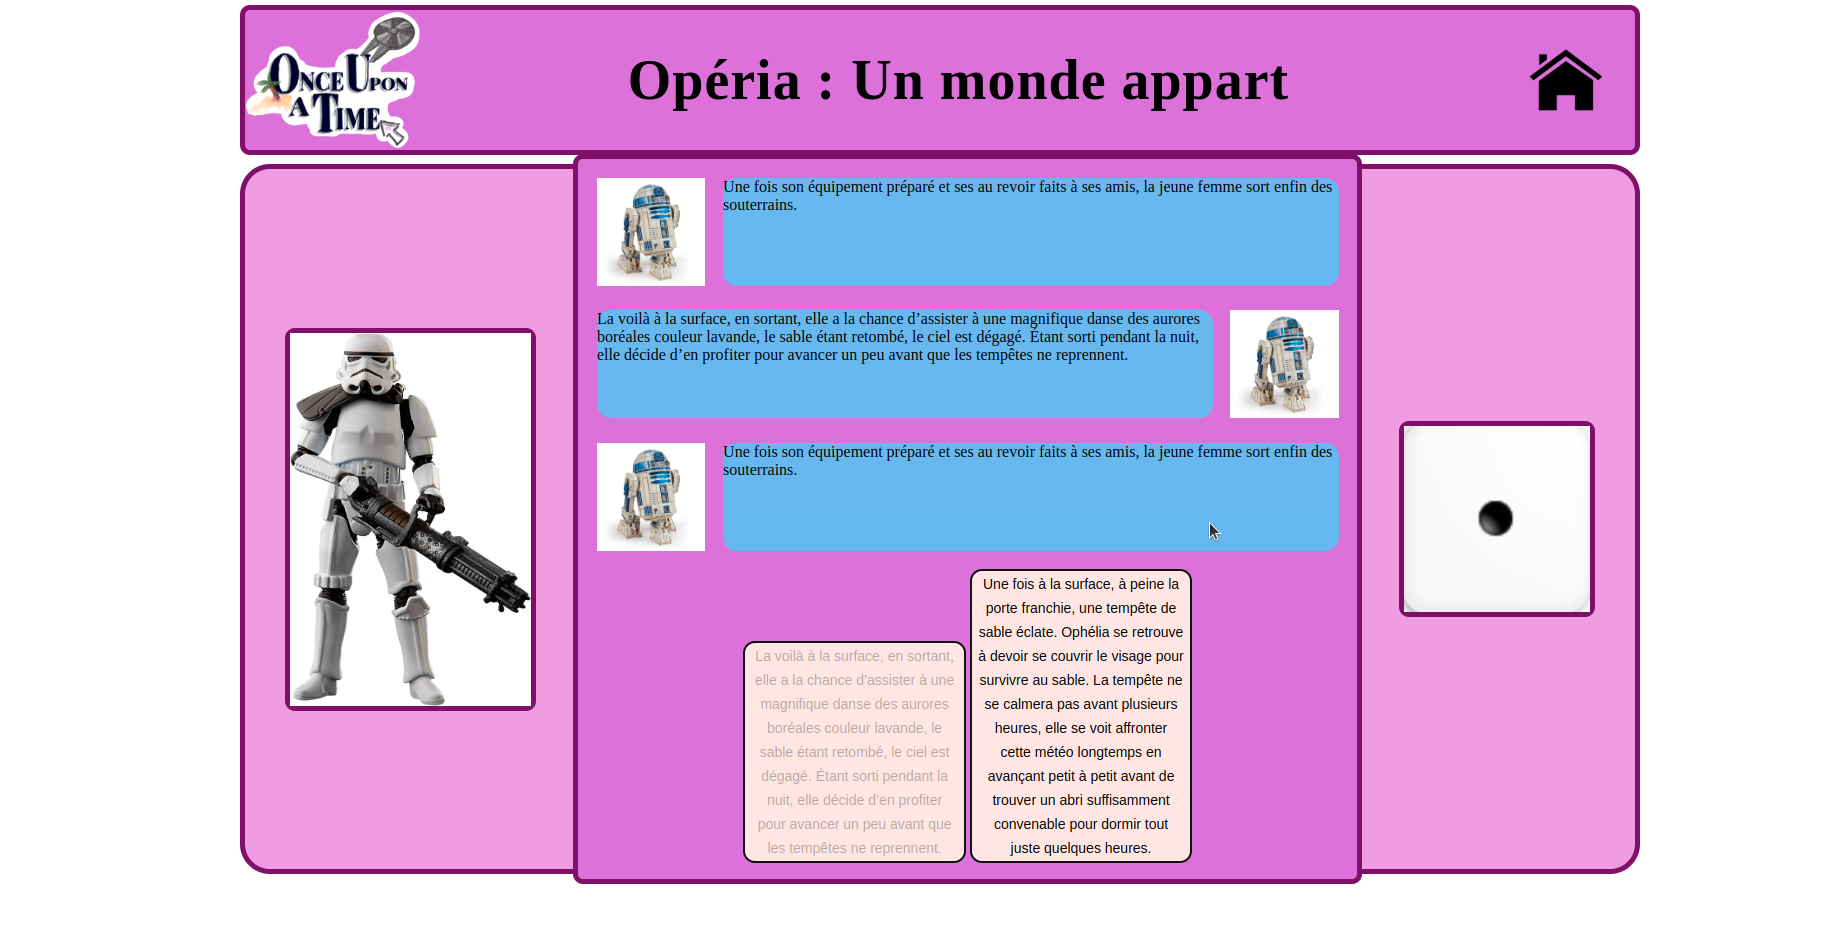 ONCE UPON
A TIME
Opéria : Un monde appart
Une fois son équipement préparé et ses au revoir faits à ses amis, la jeune femme sort enfin des
souterrains.
La voilà à la surface, en sortant, elle a la chance d’assister à une magnifique danse des aurores
boréales couleur lavande, le sable étant retombé, le ciel est dégagé. Étant sorti pendant la nuit,
elle décide d’en profiter pour avancer un peu avant que les tempêtes ne reprennent.
Une fois son équipement préparé et ses au revoir faits à ses amis, la jeune femme sort enfin des
souterrains.
La voilà à la surface, en sortant,
elle a la chance d’assister à une
magnifique danse des aurores
boréales couleur lavande, le
sable étant retombé, le ciel est
dégagé. Étant sorti pendant la
nuit, elle décide d’en profiter
pour avancer un peu avant que
les tempêtes ne reprennent.
Une fois à la surface, à peine la
porte franchie, une tempête de
sable éclate. Ophélia se retrouve
à devoir se couvrir le visage pour
survivre au sable. La tempête ne
se calmera pas avant plusieurs
heures, elle se voit affronter
cette météo longtemps en
avançant petit à petit avant de
trouver un abri suffisamment
convenable pour dormir tout
juste quelques heures.